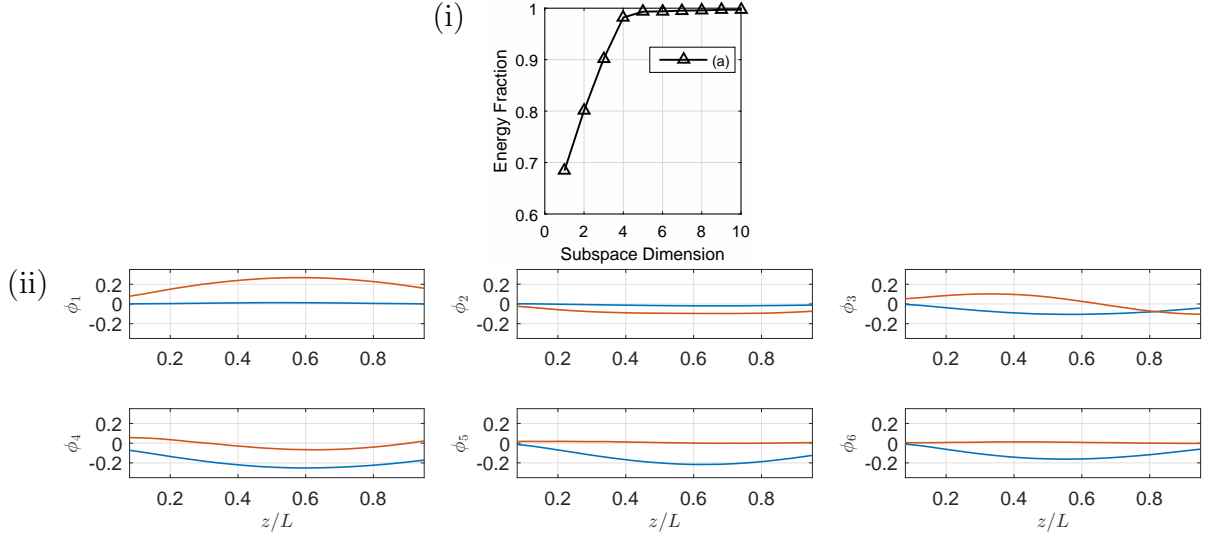 (i)
1
0.9
0.8
0.7
0.6
Energy Fraction
(a)
0 2 4 6 8 10
Subspace Dimension
(ii)
ϕ₁
0.2
0
-0.2
0.2 0.4 0.6 0.8
ϕ₂
0.2
0
-0.2
0.2 0.4 0.6 0.8
ϕ₃
0.2
0
-0.2
0.2 0.4 0.6 0.8
ϕ₄
0.2
0
-0.2
0.2 0.4 0.6 0.8
z/L
ϕ₅
0.2
0
-0.2
0.2 0.4 0.6 0.8
z/L
ϕ₆
0.2
0
-0.2
0.2 0.4 0.6 0.8
z/L